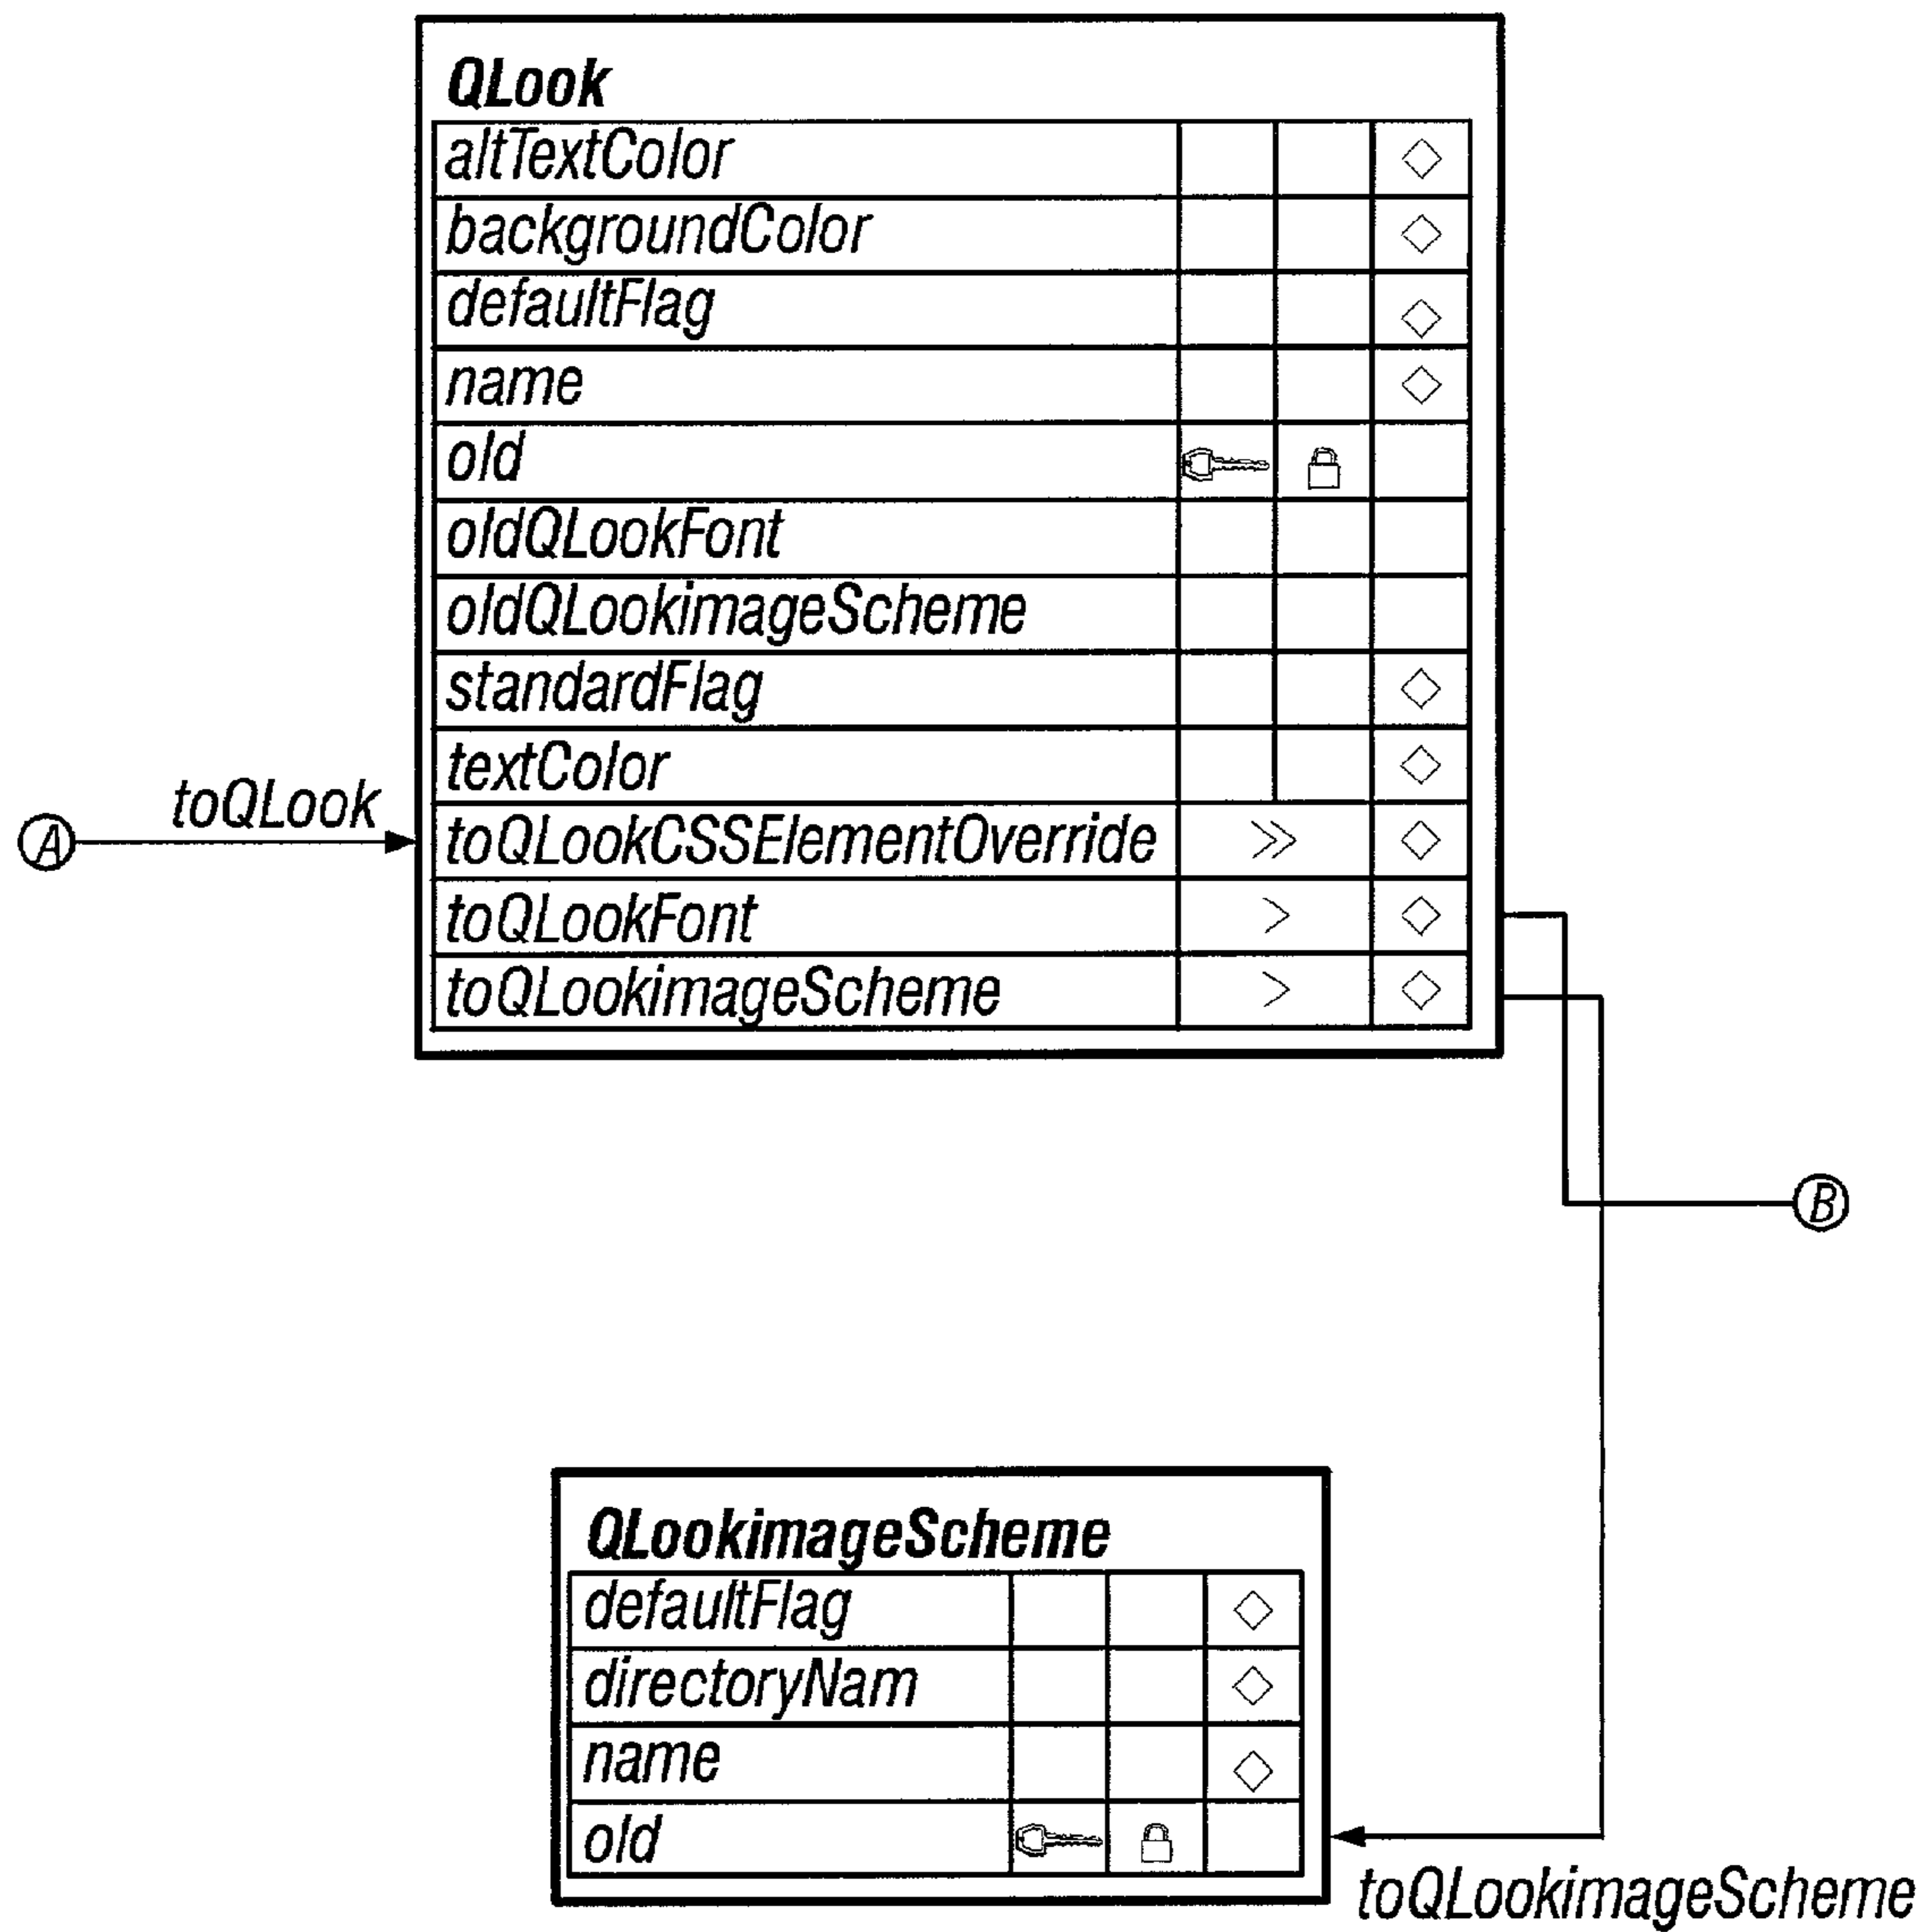 QLook
altTextColor
backgroundColor
defaultFlag
name
old
oldQLookFont
oldQLookimageScheme
standardFlag
textColor
A toQLook
toQLookCSSElementOverride >>
toQLookFont >
toQLookimageScheme >
B
QLookimageScheme
defaultFlag
directoryNam
name
old
toQLookimageScheme